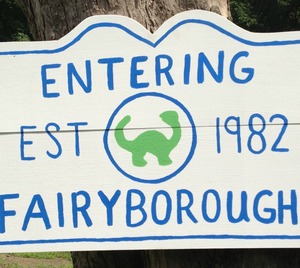 ENTERING
EST 1982
FAIRYBOROUGH